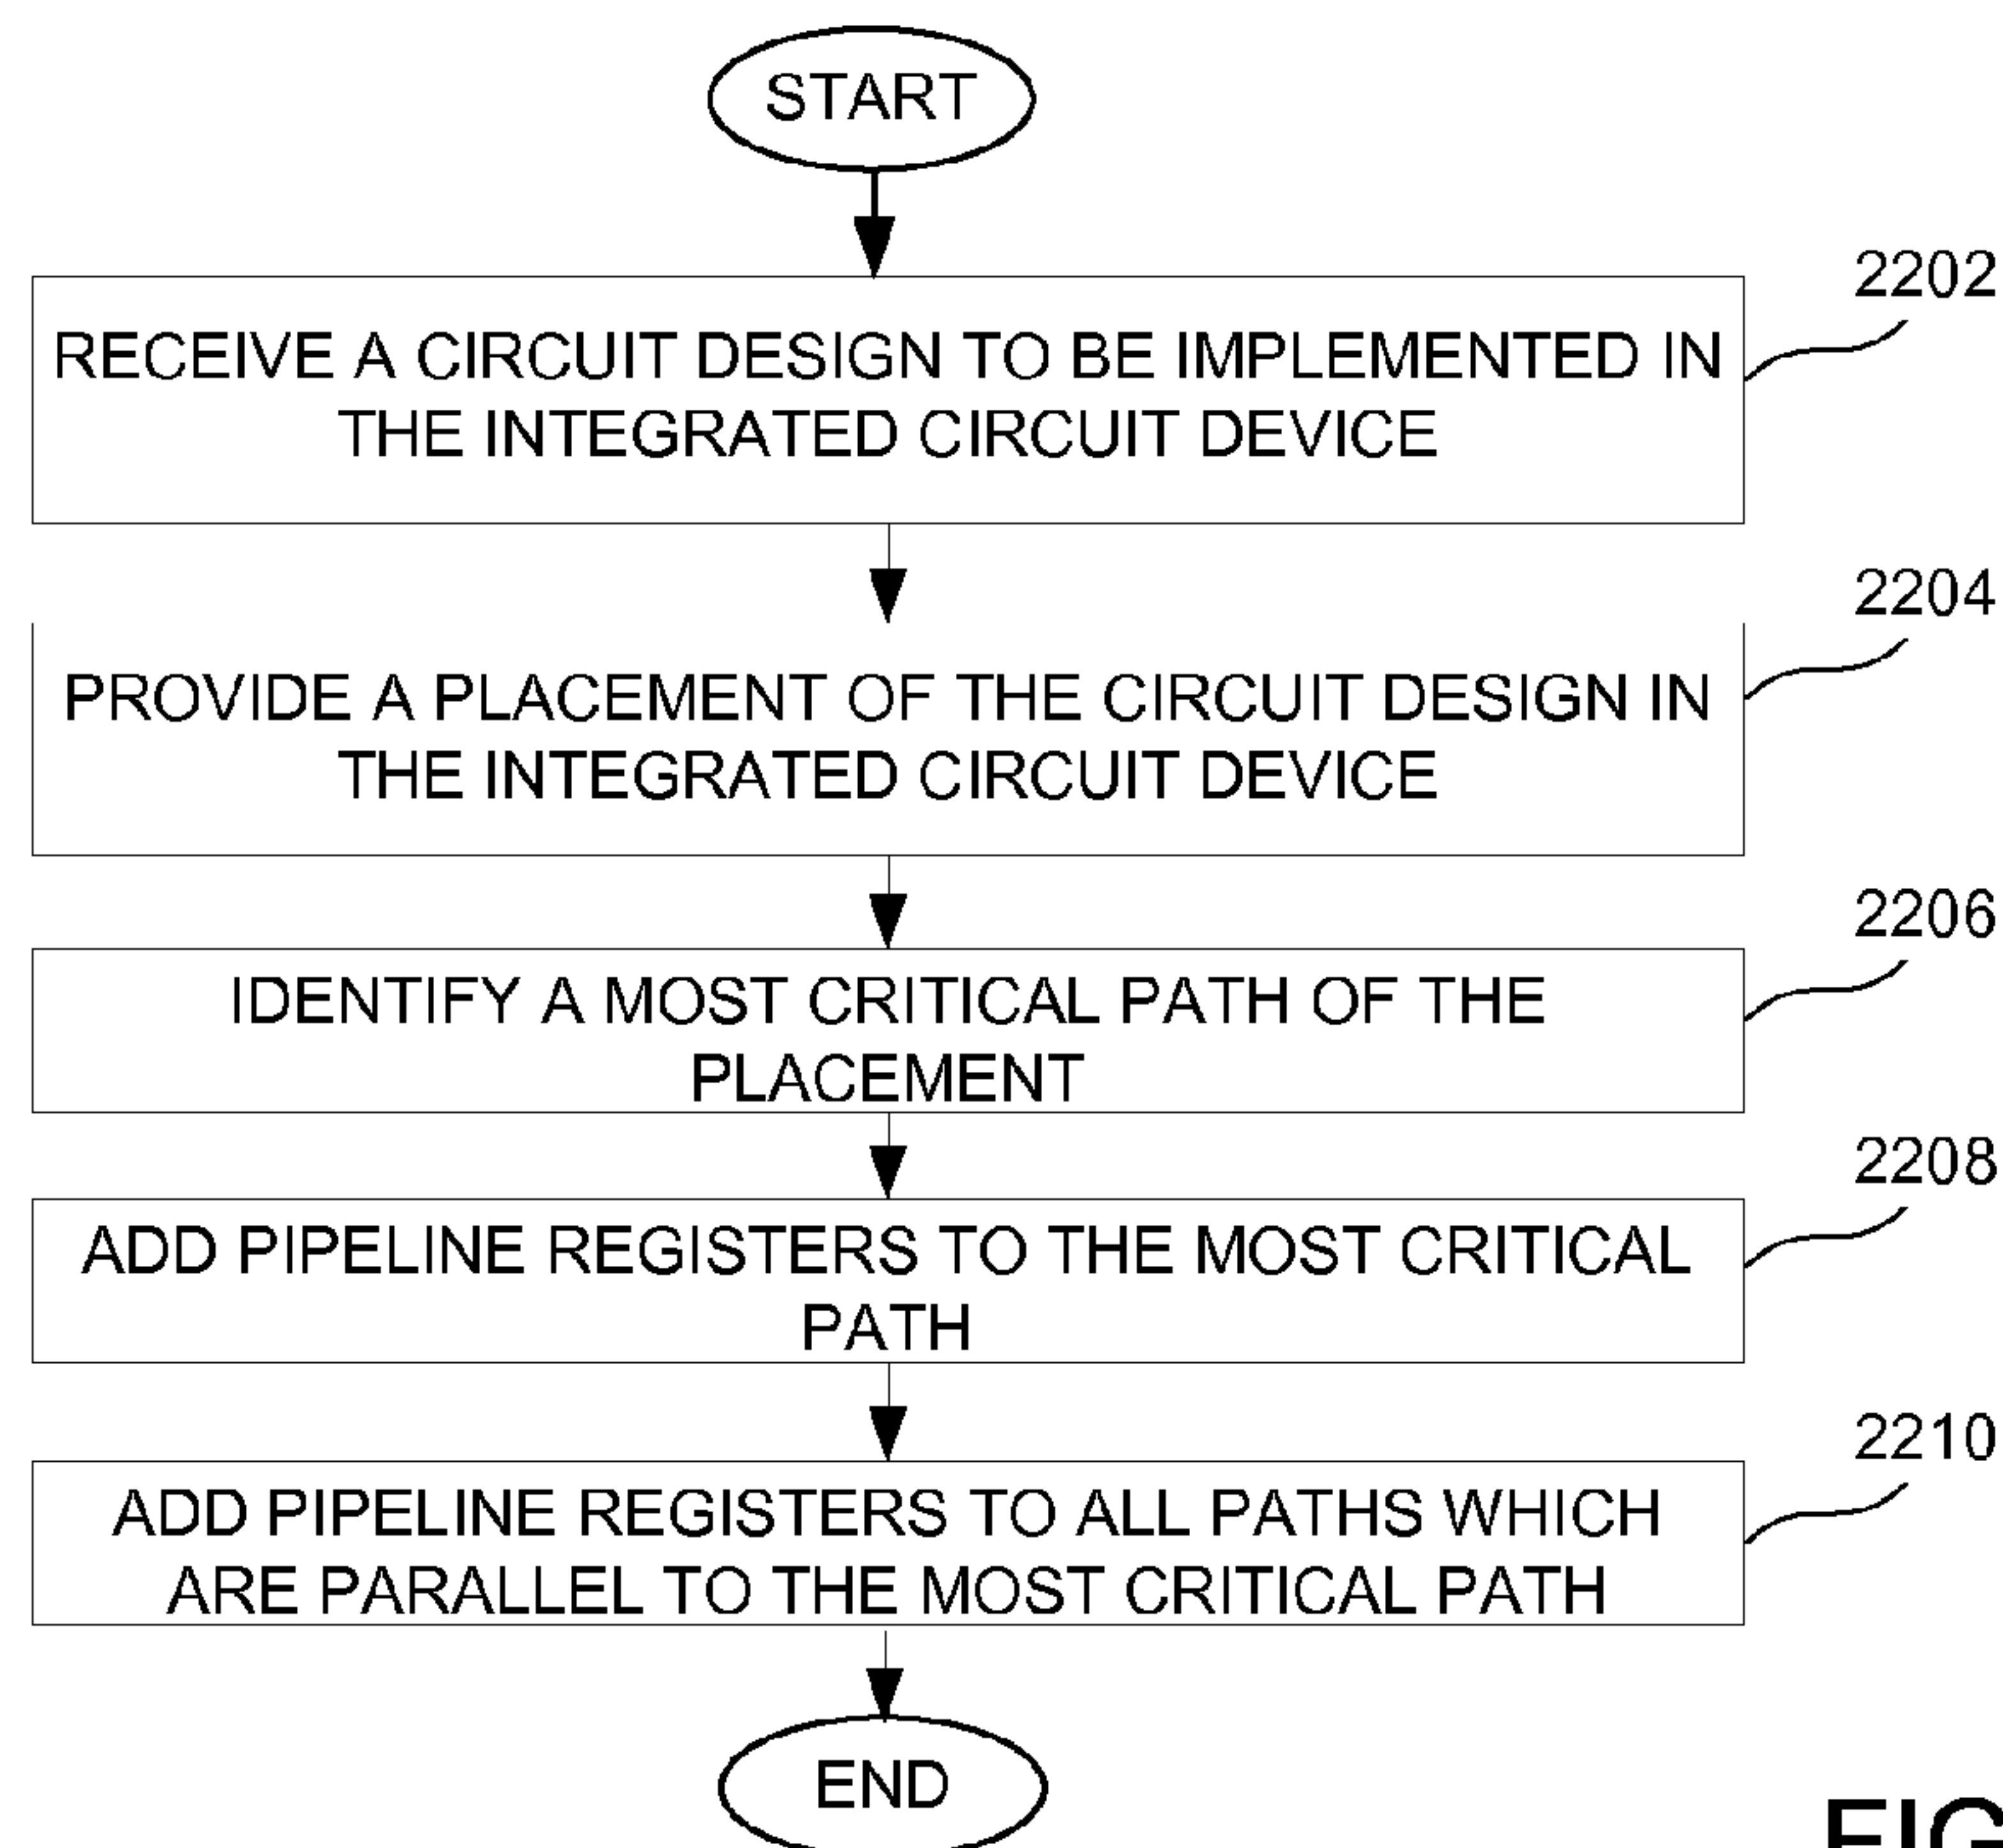 START
2202
RECEIVE A CIRCUIT DESIGN TO BE IMPLEMENTED IN
THE INTEGRATED CIRCUIT DEVICE
2204
PROVIDE A PLACEMENT OF THE CIRCUIT DESIGN IN
THE INTEGRATED CIRCUIT DEVICE
2206
IDENTIFY A MOST CRITICAL PATH OF THE
PLACEMENT
2208
ADD PIPELINE REGISTERS TO THE MOST CRITICAL
PATH
2210
ADD PIPELINE REGISTERS TO ALL PATHS WHICH
ARE PARALLEL TO THE MOST CRITICAL PATH
END
FIG